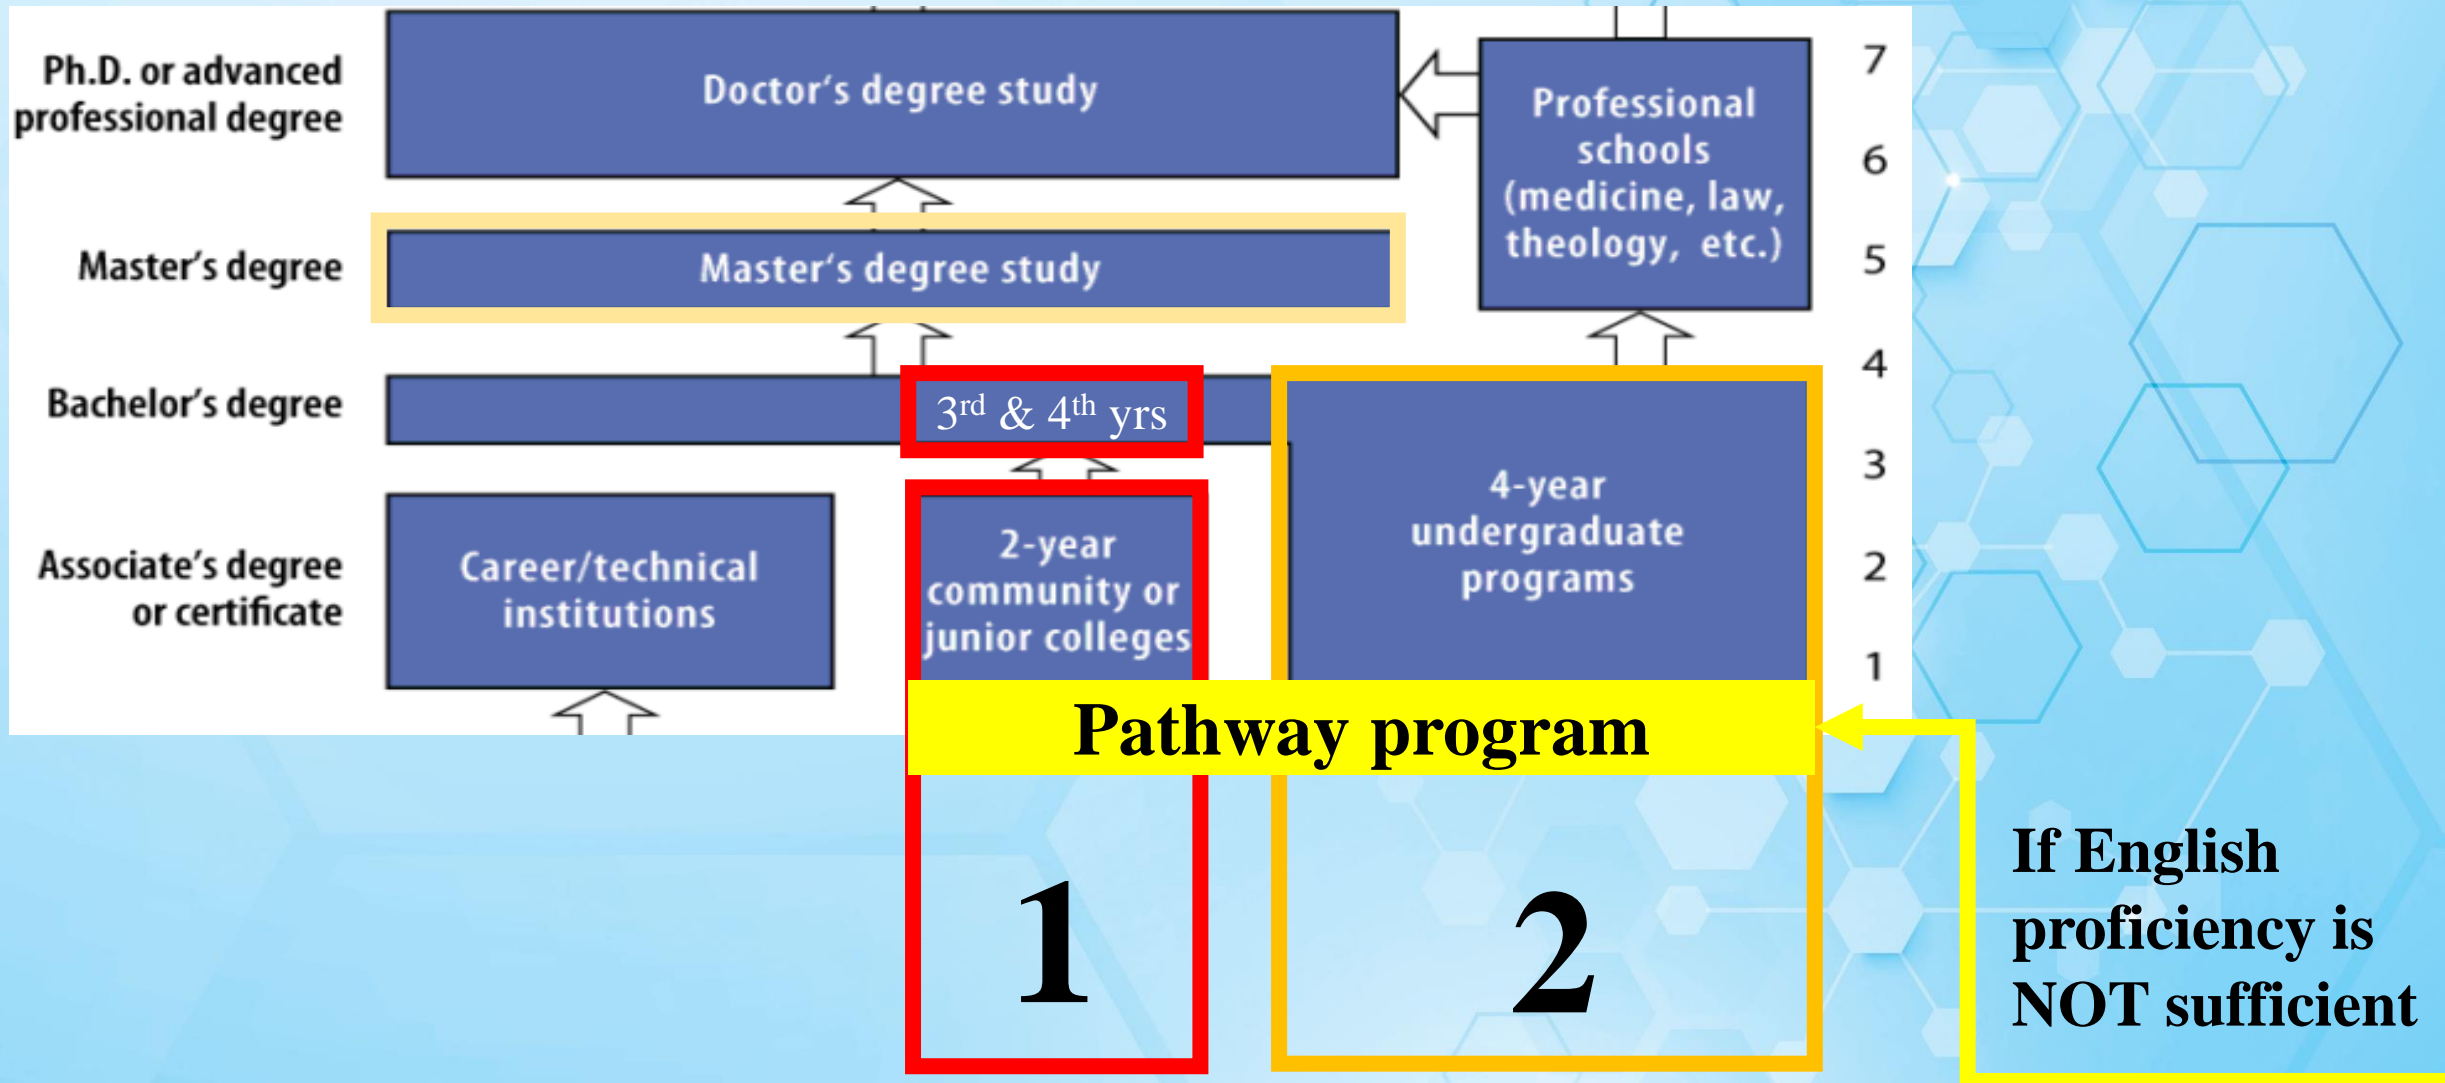 Ph.D. or advanced
professional degree
Doctor's degree study
Professional
schools
(medicine, law,
theology, etc.)
7
6
5
4
3
2
1
Master's degree
Master's degree study
Bachelor's degree
3rd & 4th yrs
4-year
undergraduate
programs
Associate's degree
or certificate
Career/technical
institutions
2-year
community or
junior colleges
Pathway program
1
2
If English
proficiency is
NOT sufficient